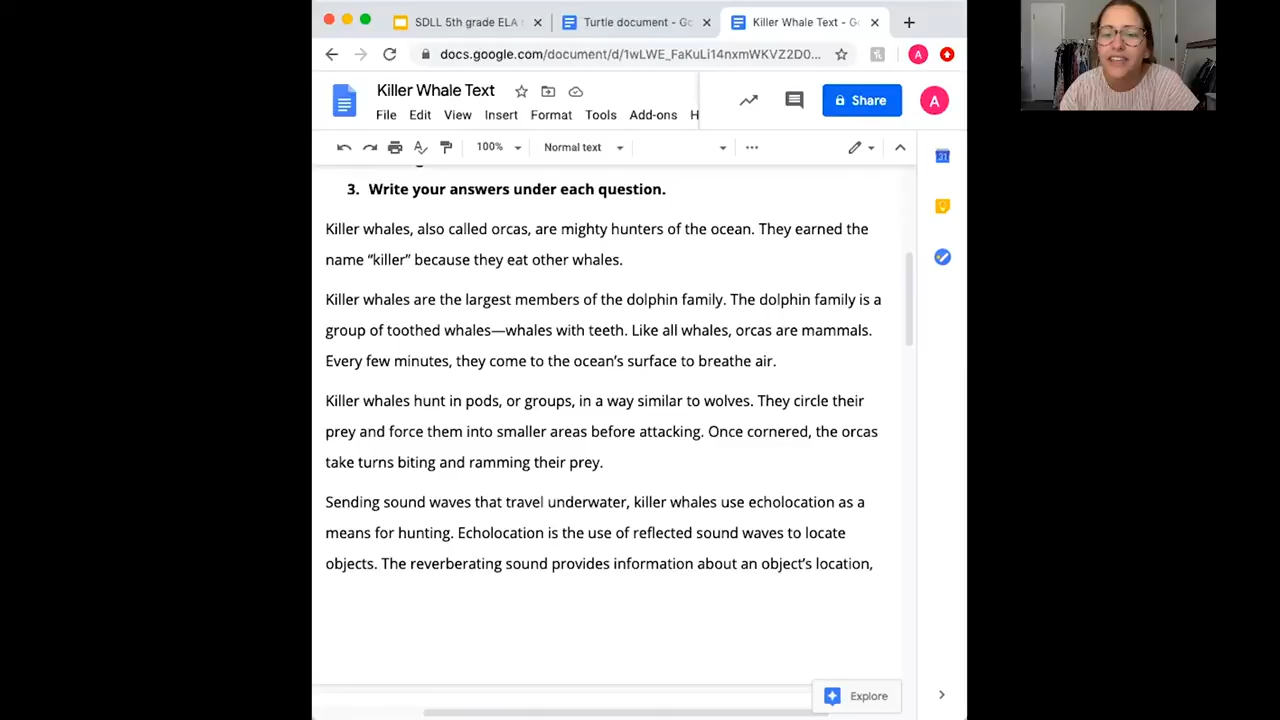 SDLL 5th grade ELA
Turtle document - Go
Killer Whale Text - Go
docs.google.com/document/d/1wLWE_FaKuLi14nxmWKVZ2D0...
A
Killer Whale Text
Share
A
File Edit View Insert Format Tools Add-ons H
100% Normal text
31
3. Write your answers under each question.
Killer whales, also called orcas, are mighty hunters of the ocean. They earned the
name “killer” because they eat other whales.
Killer whales are the largest members of the dolphin family. The dolphin family is a
group of toothed whales—whales with teeth. Like all whales, orcas are mammals.
Every few minutes, they come to the ocean’s surface to breathe air.
Killer whales hunt in pods, or groups, in a way similar to wolves. They circle their
prey and force them into smaller areas before attacking. Once cornered, the orcas
take turns biting and ramming their prey.
Sending sound waves that travel underwater, killer whales use echolocation as a
means for hunting. Echolocation is the use of reflected sound waves to locate
objects. The reverberating sound provides information about an object’s location,
Explore